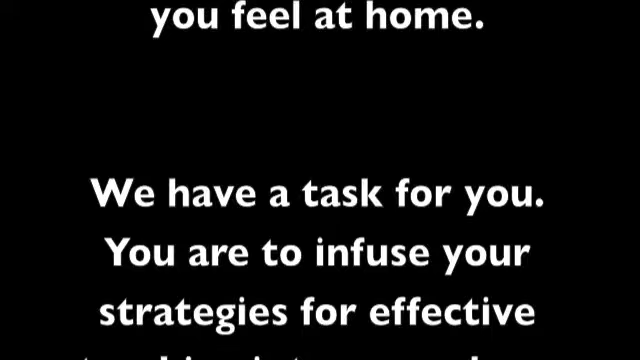 you feel at home.
We have a task for you.
You are to infuse your
strategies for effective